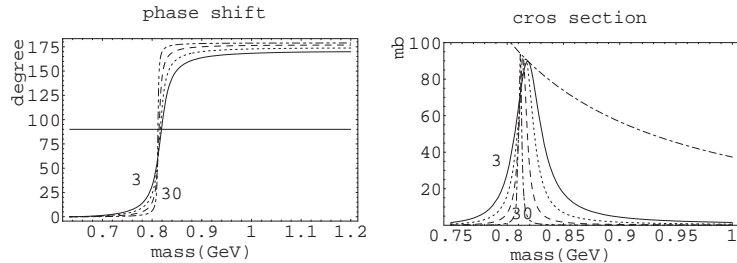 phase shift
degree
175
150
125
100
75
50
25
0
3
30
0.7 0.8 0.9 1 1.1 1.2
mass(GeV)
cros section
mb
100
80
60
40
20
3
30
0.75 0.8 0.85 0.9 0.95 1
mass(GeV)